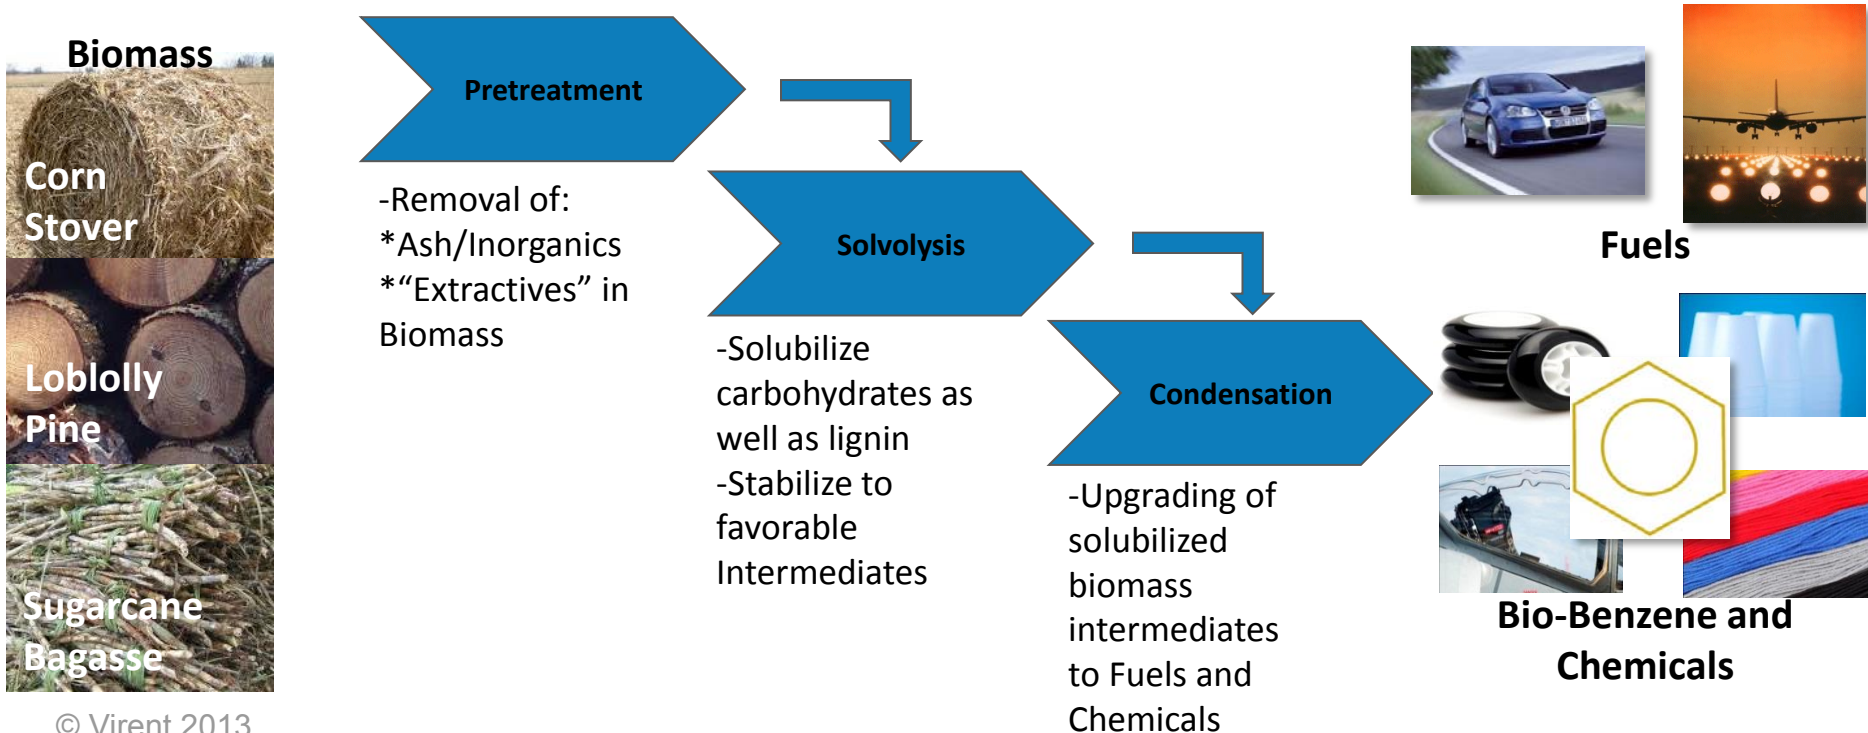 Biomass
Corn
Stover
Loblolly
Pine
Sugarcane
Bagasse
© Virent 2013
Pretreatment
-Removal of:
*Ash/Inorganics
*“Extractives” in
Biomass
Solvolysis
-Solubilize
carbohydrates as
well as lignin
-Stabilize to
favorable
Intermediates
Condensation
-Upgrading of
solubilized
biomass
intermediates
to Fuels and
Chemicals
Fuels
Bio-Benzene and
Chemicals